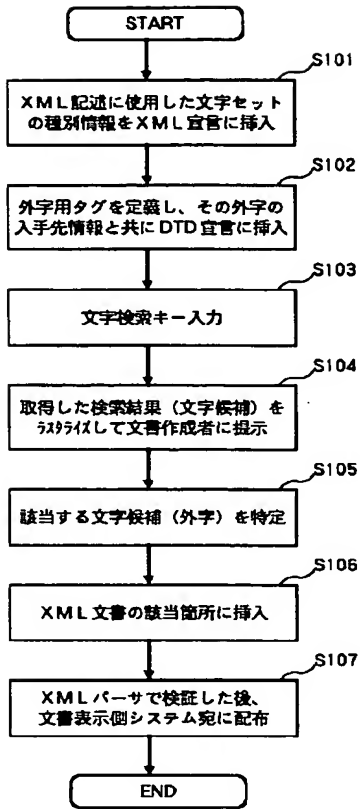 START
S101
XML記述に使用した文字セット
の種別情報をXML宣言に挿入
S102
外字用タグを定義し、その外字の
入手先情報と共にDTD宣言に挿入
S103
文字検索キー入力
S104
取得した検索結果（文字候補）を
ﾗｽﾀﾗｲｽﾞして文書作成者に提示
S105
該当する文字候補（外字）を特定
S106
XML文書の該当箇所に挿入
S107
XMLパーサで検証した後、
文書表示側システム宛に配布
END